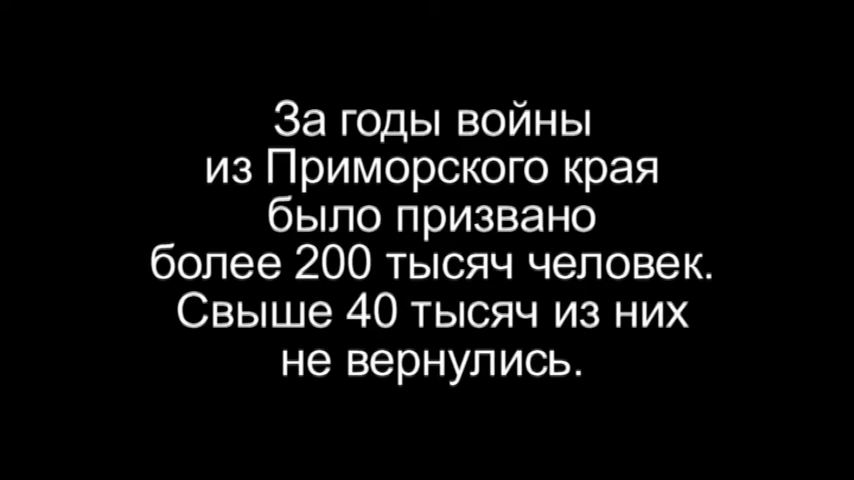 За годы войны
из Приморского края
было призвано
более 200 тысяч человек.
Свыше 40 тысяч из них
не вернулись.